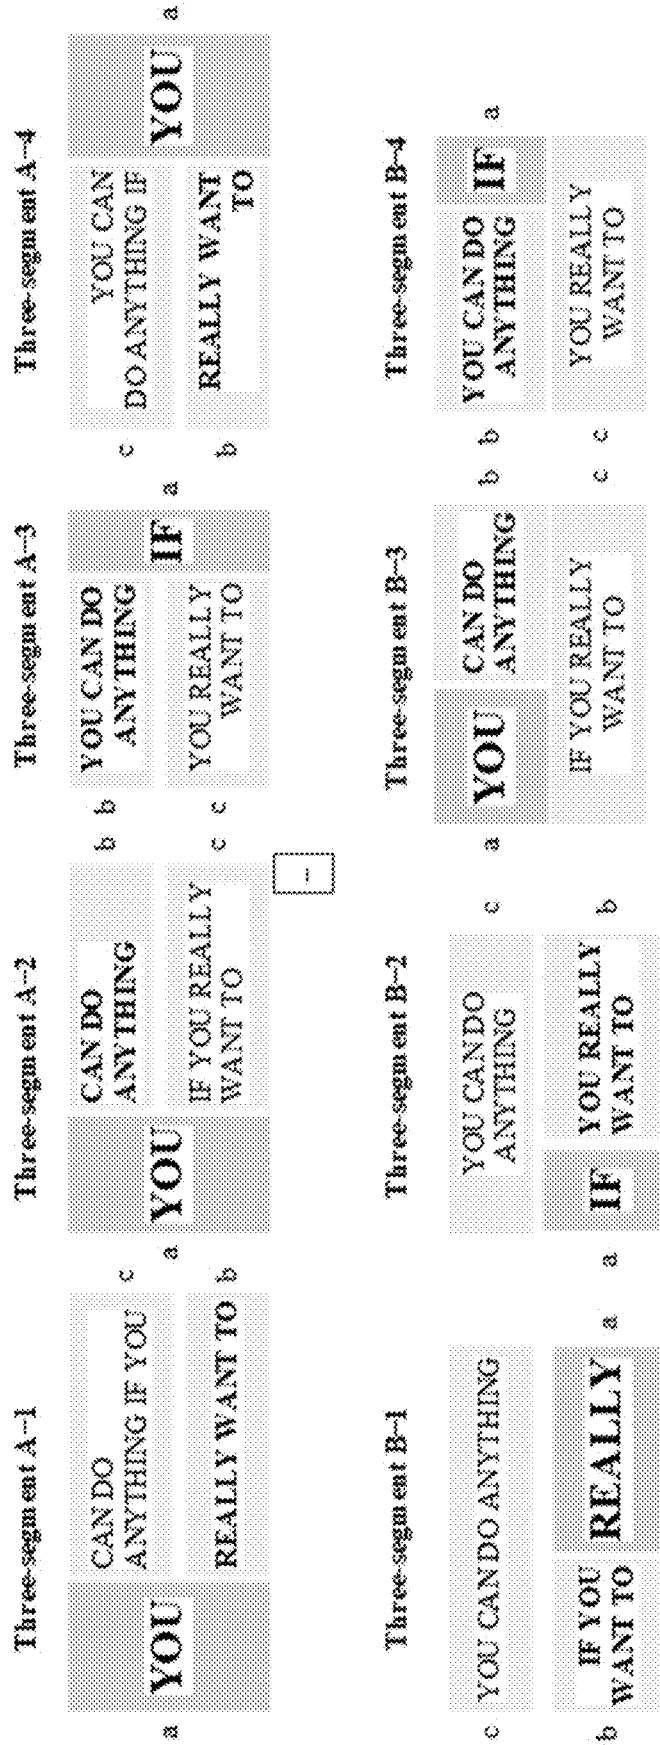 Three-segment A–1
a
YOU
CAN DO
ANYTHING IF YOU
c
REALLY WANT TO
b
Three-segment A–2
a
YOU
CAN DO
ANYTHING
b
IF YOU REALLY
WANT TO
c
Three-segment A–3
b
YOU CAN DO
ANYTHING
c
YOU REALLY
WANT TO
IF
a
Three-segment A–4
c
YOU CAN
DO ANYTHING IF
b
REALLY WANT
TO
YOU
a
Three-segment B–1
c
YOU CAN DO ANYTHING
b
IF YOU
WANT TO
REALLY
a
Three-segment B–2
YOU CAN DO
ANYTHING
c
a
IF
YOU REALLY
WANT TO
b
Three-segment B–3
a
YOU
CAN DO
ANYTHING
b
IF YOU REALLY
WANT TO
c
Three-segment B–4
b
YOU CAN DO
ANYTHING
IF
a
c
YOU REALLY
WANT TO